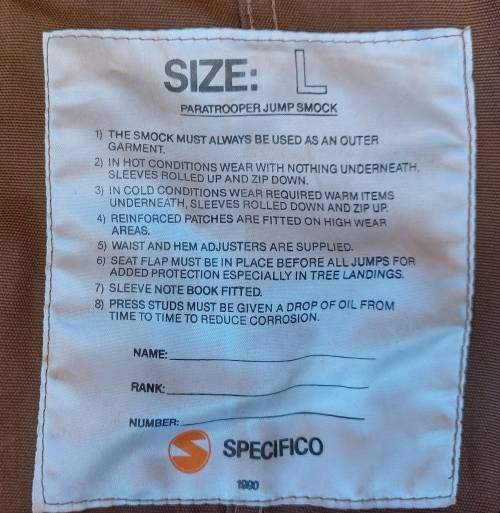 SIZE: L
PARATROOPER JUMP SMOCK
1) THE SMOCK MUST ALWAYS BE USED AS AN OUTER
GARMENT.
2) IN HOT CONDITIONS WEAR WITH NOTHING UNDERNEATH,
SLEEVES ROLLED UP AND ZIP DOWN.
3) IN COLD CONDITIONS WEAR REQUIRED WARM ITEMS
UNDERNEATH, SLEEVES ROLLED DOWN AND ZIP UP.
4) REINFORCED PATCHES ARE FITTED ON HIGH WEAR
AREAS.
5) WAIST AND HEM ADJUSTERS ARE SUPPLIED.
6) SEAT FLAP MUST BE IN PLACE BEFORE ALL JUMPS FOR
ADDED PROTECTION ESPECIALLY IN TREE LANDINGS.
7) SLEEVE NOTE BOOK FITTED.
8) PRESS STUDS MUST BE GIVEN A DROP OF OIL FROM
TIME TO TIME TO REDUCE CORROSION.
NAME:
RANK:
NUMBER:
S SPECIFICO
1990